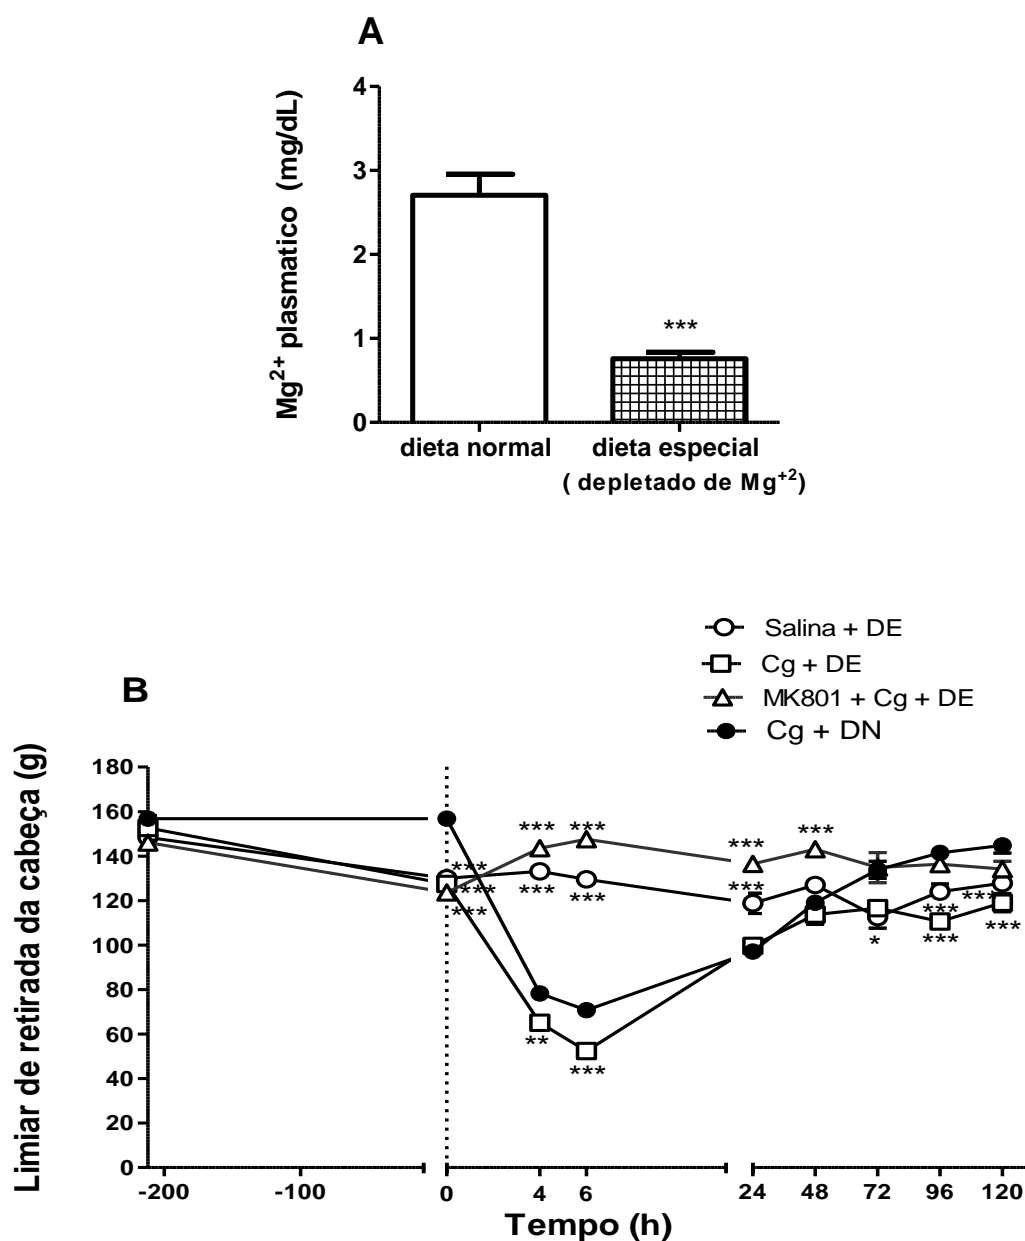 A
Mg2+ plasmatico (mg/dL)
4
3
2
1
0
***
dieta normal
dieta especial
( depletado de Mg+2)
Salina + DE
Cg + DE
MK801 + Cg + DE
Cg + DN
B
Limiar de retirada da cabeça (g)
180
160
140
120
100
80
60
40
20
0
*** *** *** ***
***
**** *** *** ***
*** *** ***
* *** ***
**
***
-200 -100 0 4 6 24 48 72 96 120
Tempo (h)